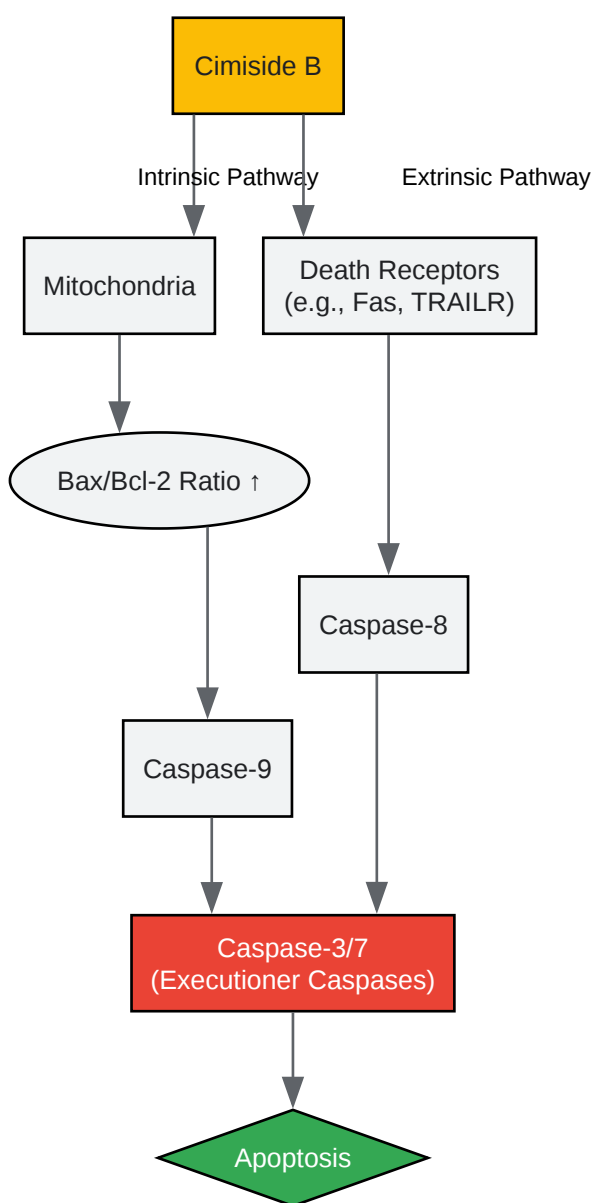 Cimiside B
Intrinsic Pathway
Extrinsic Pathway
Mitochondria
Death Receptors
(e.g., Fas, TRAILR)
Bax/Bcl-2 Ratio ↑
Caspase-8
Caspase-9
Caspase-3/7
(Executioner Caspases)
Apoptosis